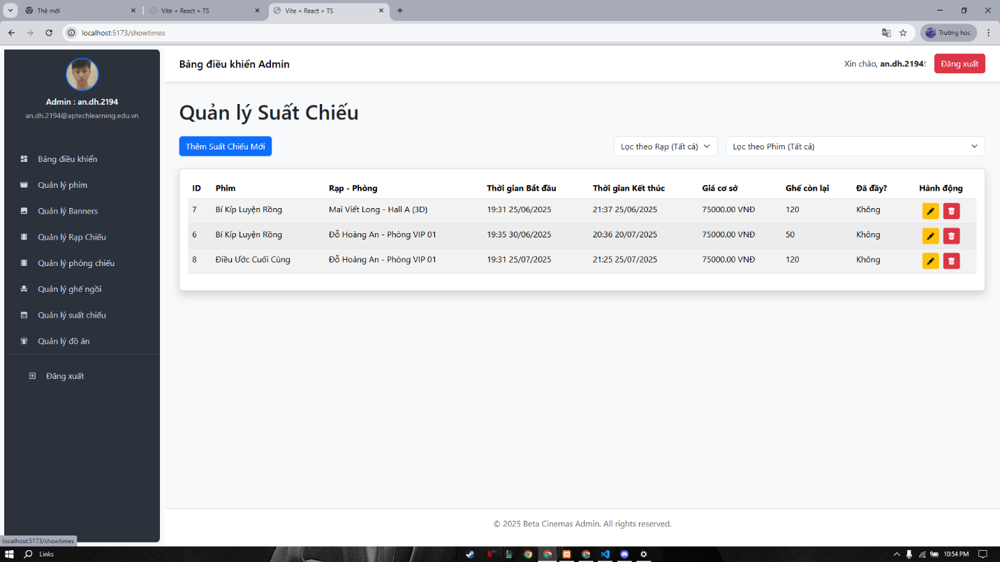 Thẻ mới
Vite + React + TS
Vite + React + TS
localhost:5173/showtimes
Trường học
Admin : an.dh.2194
an.dh.2194@aptechlearning.edu.vn
Bảng điều khiển
Quản lý phim
Quản lý Banners
Quản lý Rạp Chiếu
Quản lý phòng chiếu
Quản lý ghế ngồi
Quản lý suất chiếu
Quản lý đồ ăn
Đăng xuất
Bảng điều khiển Admin
Xin chào, an.dh.2194!
Đăng xuất
Quản lý Suất Chiếu
Thêm Suất Chiếu Mới
Lọc theo Rạp (Tất cả)
Lọc theo Phim (Tất cả)
ID Phim Rạp - Phòng Thời gian Bắt đầu Thời gian Kết thúc Giá cơ sở Ghế còn lại Đã đầy? Hành động
7 Bí Kíp Luyện Rồng Mai Viết Long - Hall A (3D) 19:31 25/06/2025 21:37 25/06/2025 75000.00 VNĐ 120 Không
6 Bí Kíp Luyện Rồng Đỗ Hoàng An - Phòng VIP 01 19:35 30/06/2025 20:36 20/07/2025 75000.00 VNĐ 50 Không
8 Điều Ước Cuối Cùng Đỗ Hoàng An - Phòng VIP 01 19:31 25/07/2025 21:25 25/07/2025 75000.00 VNĐ 120 Không
© 2025 Beta Cinemas Admin. All rights reserved.
localhost:5173/showtimes
Links
10:54 PM